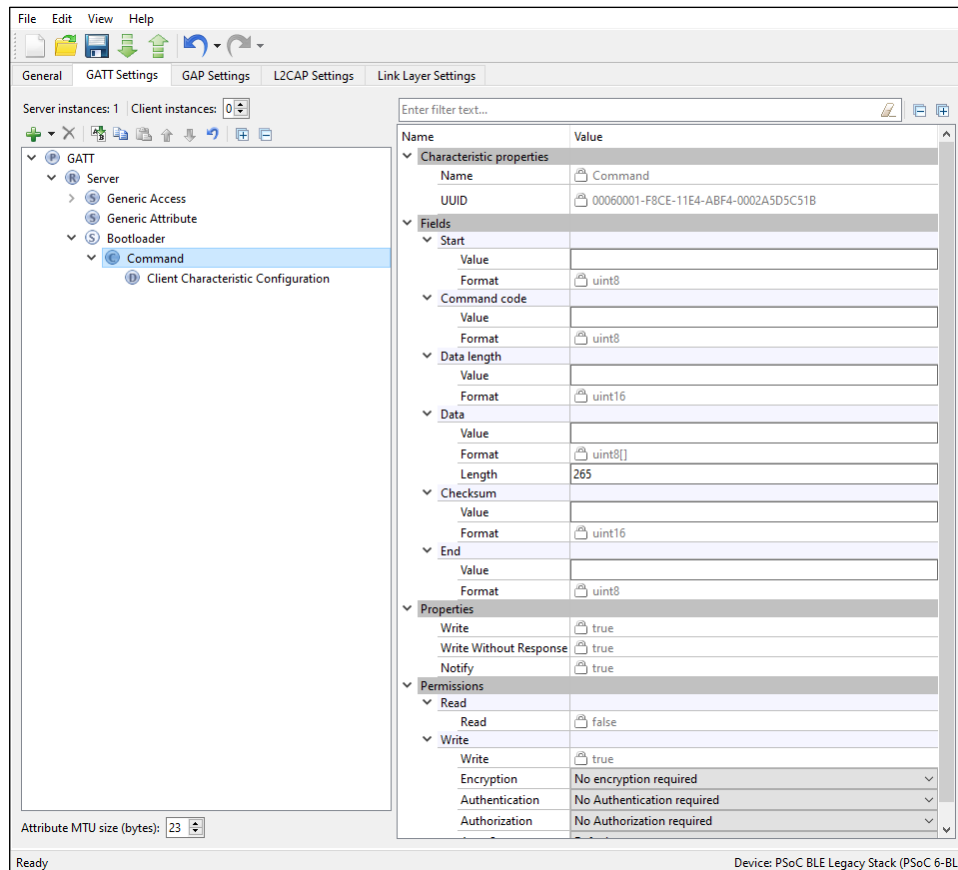 File Edit View Help
General GATT Settings GAP Settings L2CAP Settings Link Layer Settings
Server instances: 1 Client instances: 0
GATT
Server
Generic Access
Generic Attribute
Bootloader
Command
Client Characteristic Configuration
Attribute MTU size (bytes): 23
Enter filter text...
Name Value
Characteristic properties
Name Command
UUID 00060001-F8CE-11E4-ABF4-0002A5D5C51B
Fields
Start
Value
Format uint8
Command code
Value
Format uint8
Data length
Value
Format uint16
Data
Value
Format uint8[]
Length 265
Checksum
Value
Format uint16
End
Value
Format uint8
Properties
Write true
Write Without Response true
Notify true
Permissions
Read
Read false
Write
Write true
Encryption No encryption required
Authentication No Authentication required
Authorization No Authorization required
Ready Device: PSoC BLE Legacy Stack (PSoC 6-BL